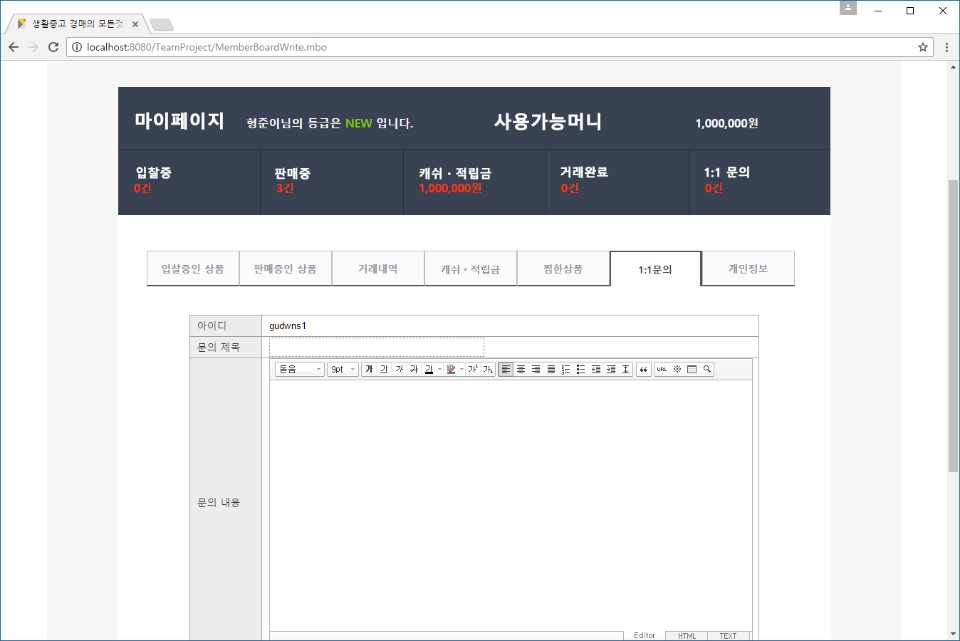 생활중고 경매의 모든것
localhost:8080/TeamProject/MemberBoardWrite.mbo
마이페이지 형준이님의 등급은 NEW 입니다. 사용가능머니 1,000,000원
입찰중 판매중 캐쉬·적립금 거래완료 1:1 문의
0건 3건 1,000,000원 0건 0건
입찰중인 상품 판매중인 상품 거래내역 캐쉬·적립금 찜한상품 1:1문의 개인정보
아이디 gudwns1
문의 제목
돋움 9pt 가 가 가 가 가 가 가 URL
문의 내용
Editor HTML TEXT